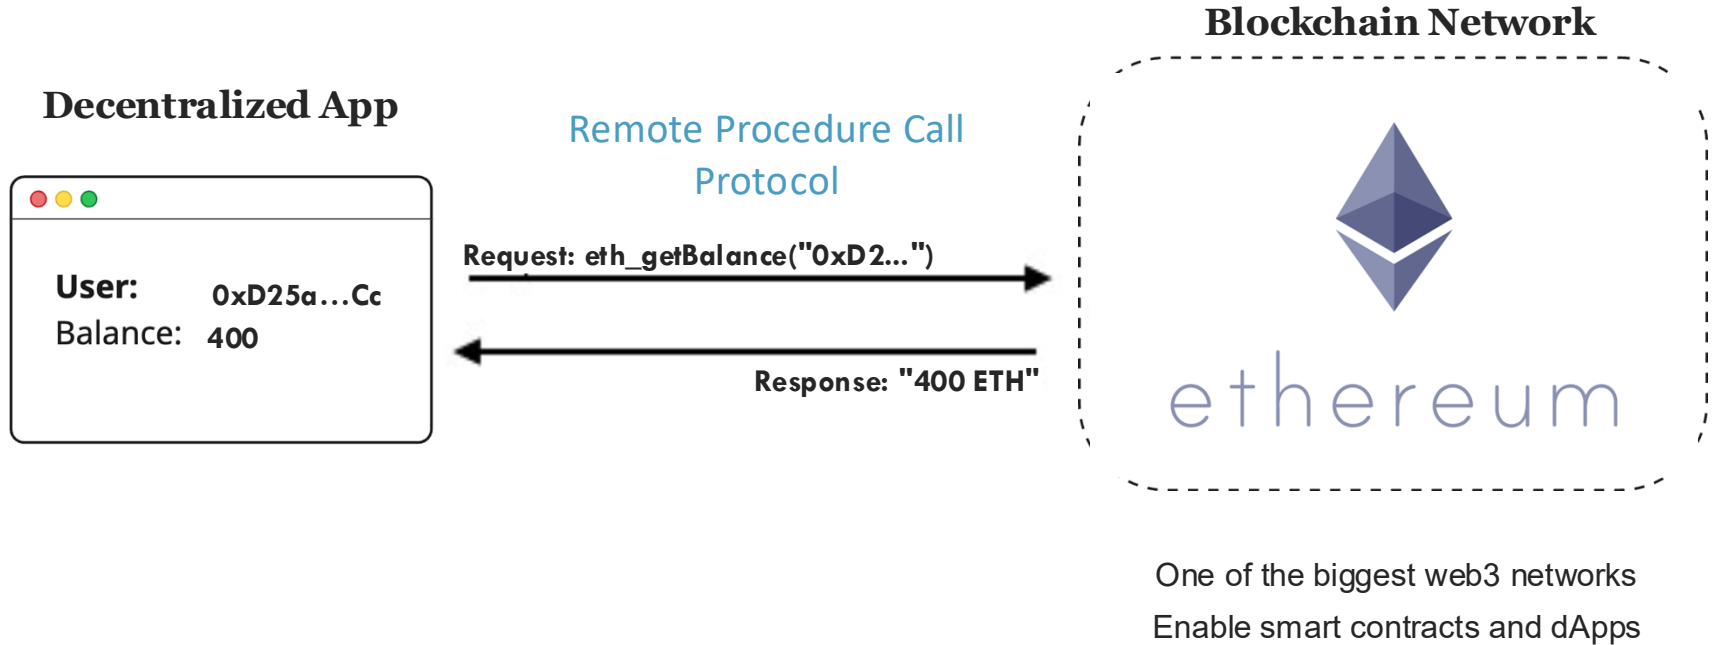 Blockchain Network
Decentralized App
Remote Procedure Call
Protocol
Request: eth_getBalance("0xD2...")
User: 0xD25a...Cc
Balance: 400
Response: "400 ETH"
ethereum
One of the biggest web3 networks
Enable smart contracts and dApps